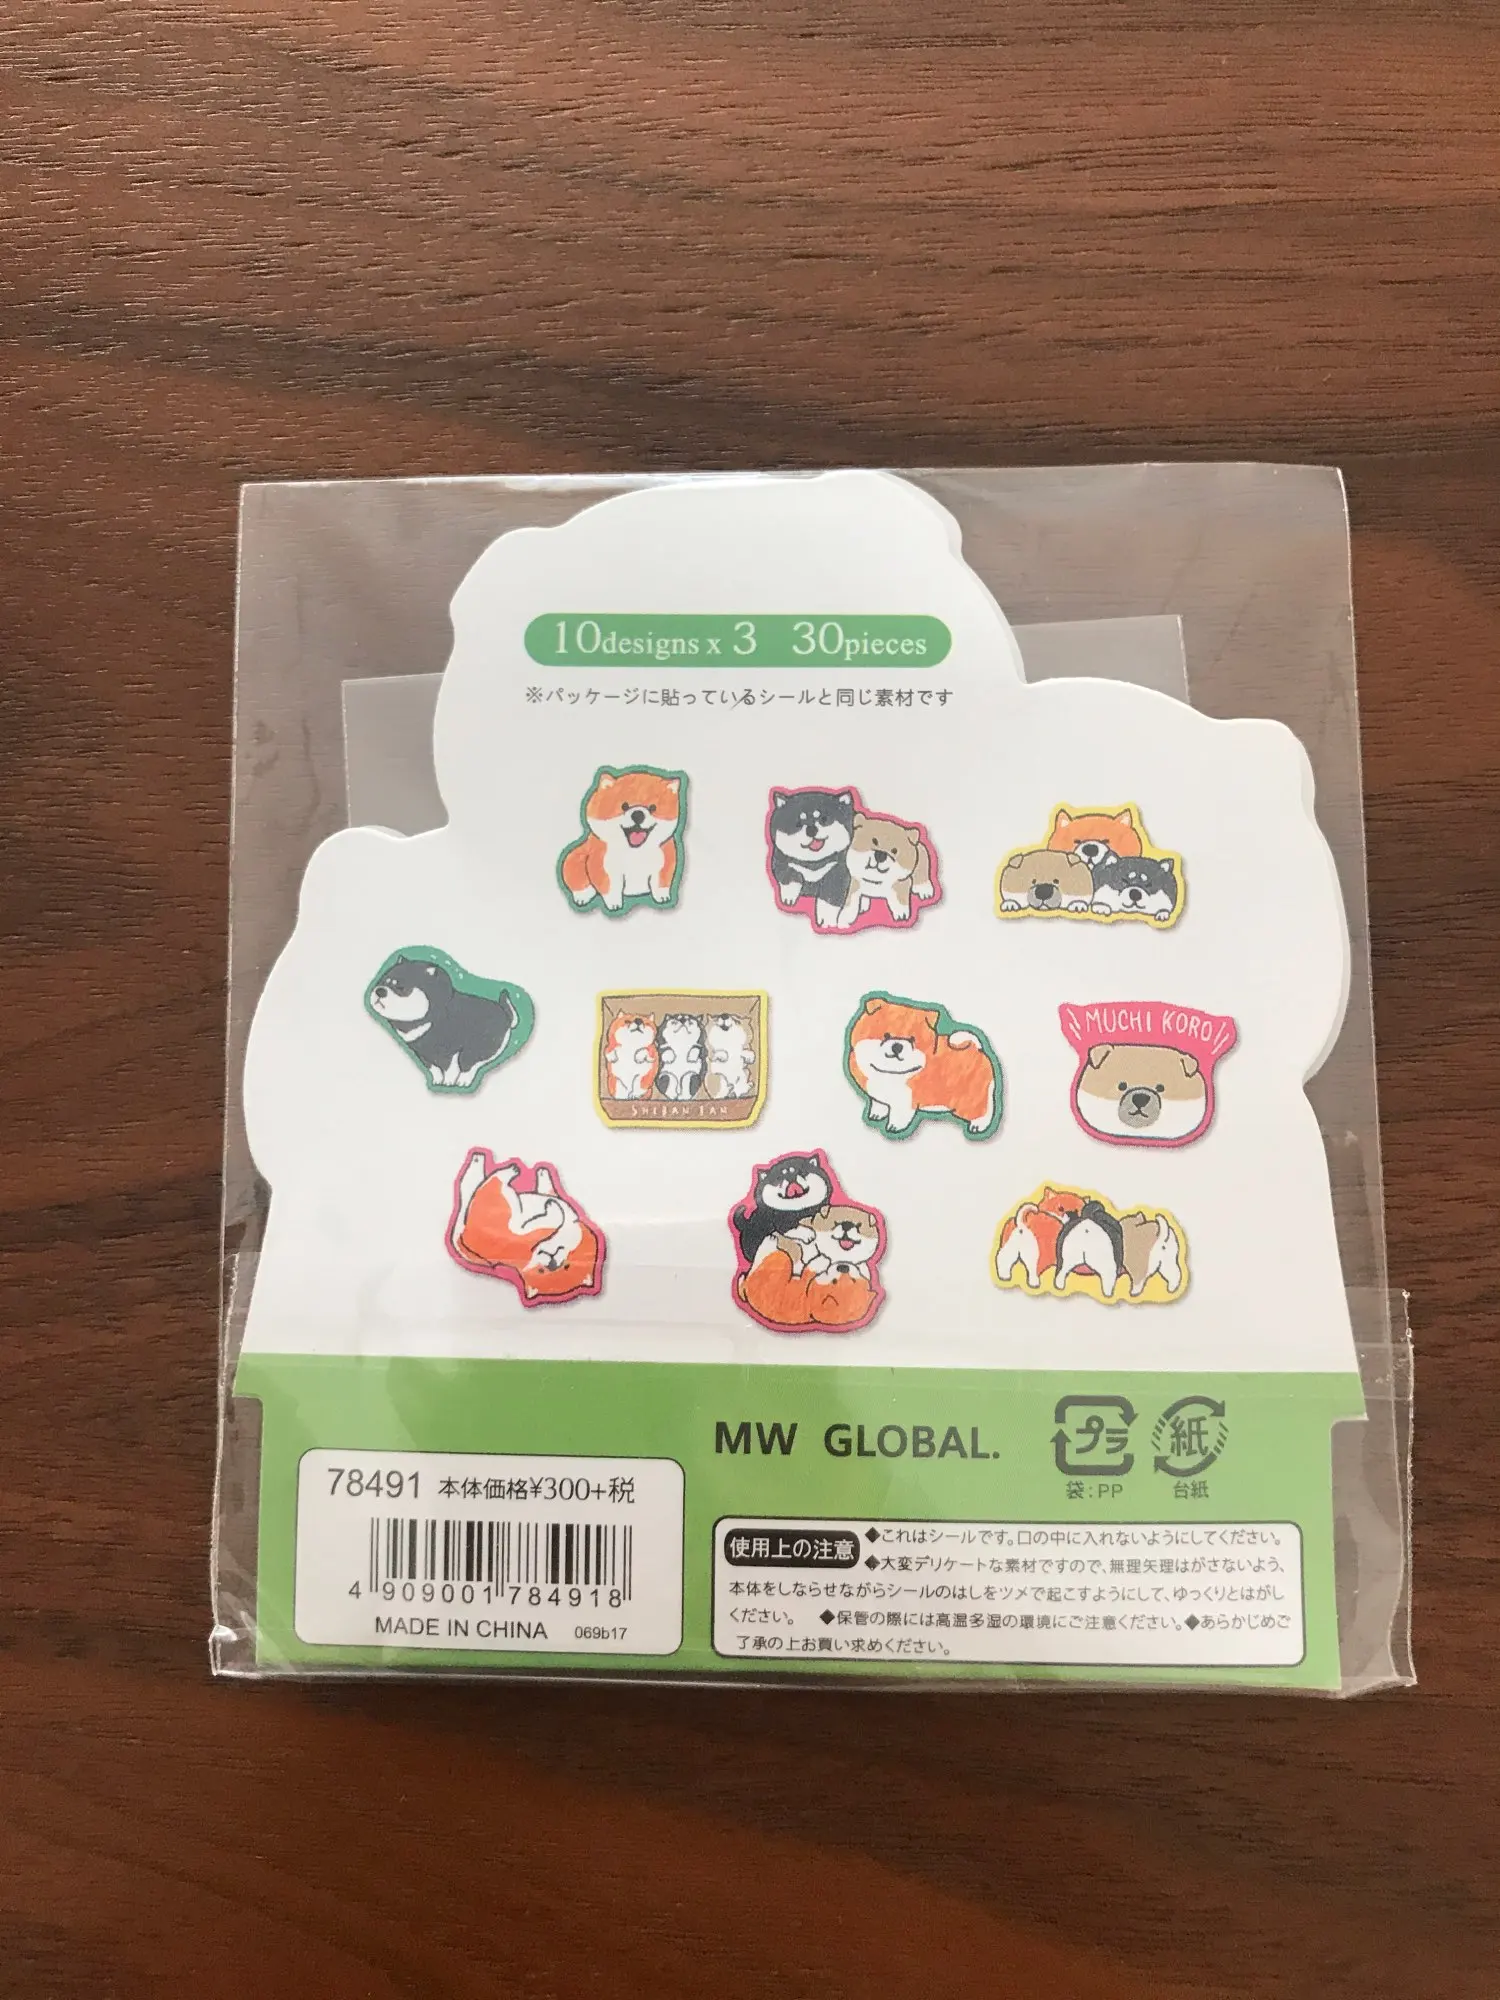 10designs x 3 30pieces
※パッケージに貼っているシールと同じ素材です
MUCHI KORO
SHIBAN BAN
MW GLOBAL.
プラ
紙
袋:PP
台紙
78491 本体価格¥300+税
4 909001 784918
MADE IN CHINA 069b17
使用上の注意
◆これはシールです。口の中に入れないようにしてください。
◆大変デリケートな素材ですので、無理矢理はがさないよう、
本体をしならせながらシールのはしをツメで起こすようにして、ゆっくりとはがし
ください。 ◆保管の際には高温多湿の環境にご注意ください。◆あらかじめご
了承の上お買い求めください。